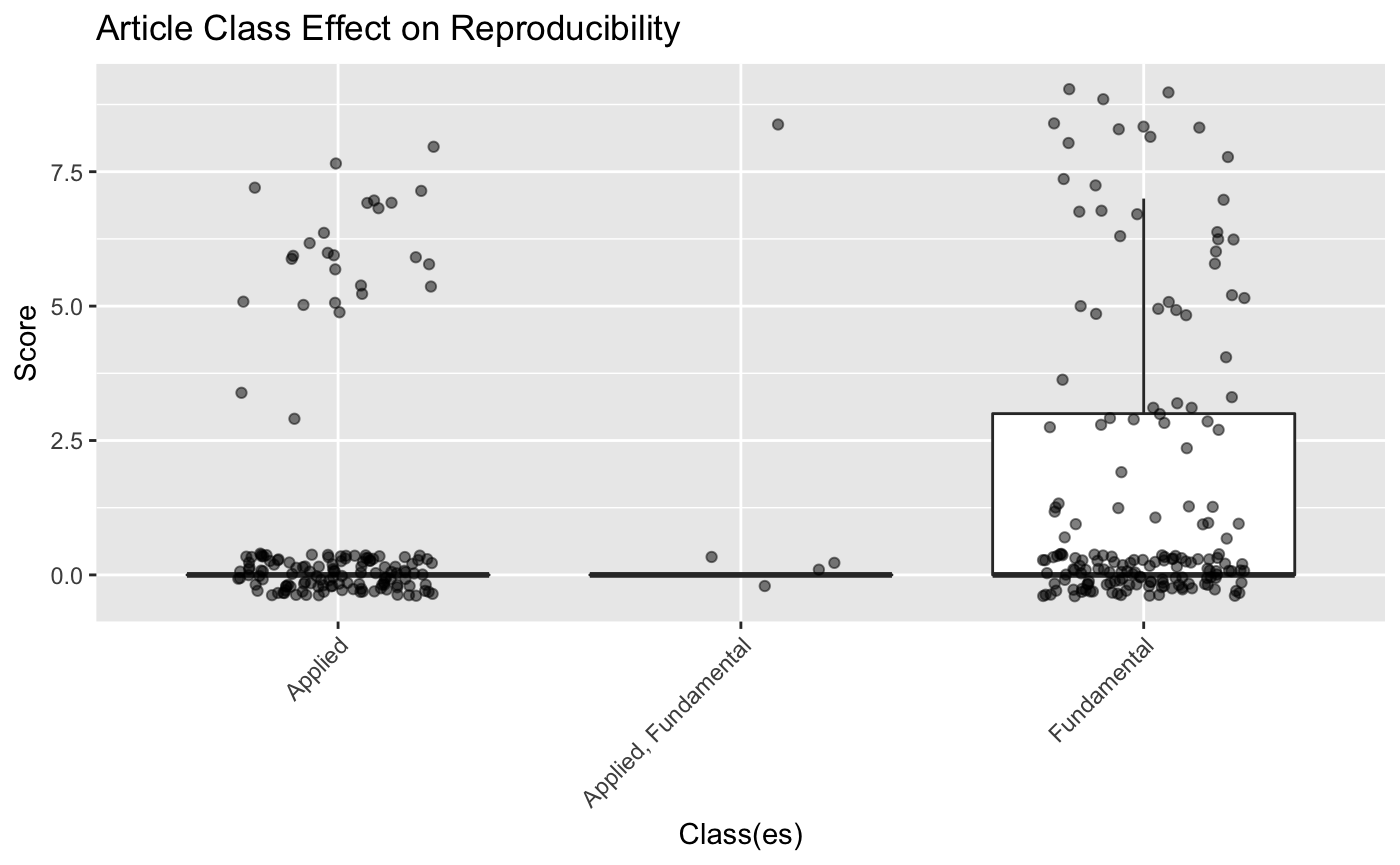 Article Class Effect on Reproducibility
Score
7.5
5.0
2.5
0.0
Applied
Applied, Fundamental
Fundamental
Class(es)